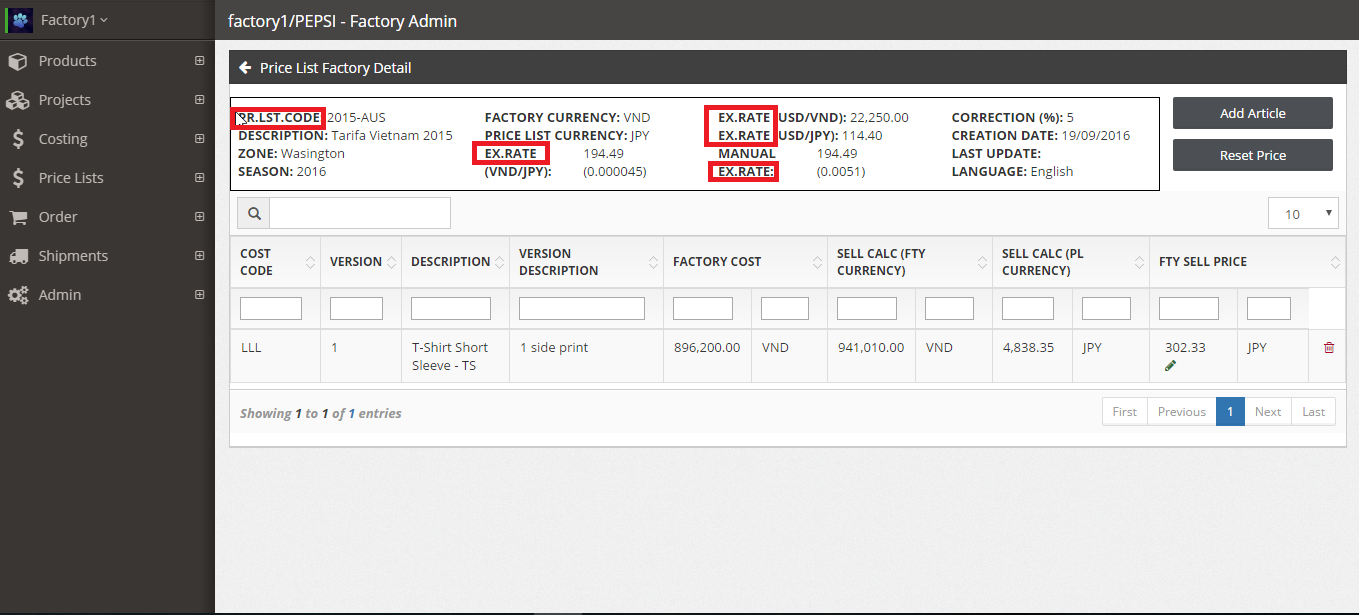 Factory1
factory1/PEPSI - Factory Admin
Products
Projects
Costing
Price Lists
Order
Shipments
Admin
Price List Factory Detail
PR.LST.CODE 2015-AUS
DESCRIPTION: Tarifa Vietnam 2015
ZONE: Wasington
SEASON: 2016
FACTORY CURRENCY: VND
PRICE LIST CURRENCY: JPY
EX.RATE 194.49
(VND/JPY): (0.000045)
EX.RATE USD/VND): 22,250.00
EX.RATE USD/JPY): 114.40
MANUAL 194.49
EX.RATE: (0.0051)
CORRECTION (%): 5
CREATION DATE: 19/09/2016
LAST UPDATE:
LANGUAGE: English
Add Article
Reset Price
10
COST CODE
VERSION
DESCRIPTION
VERSION DESCRIPTION
FACTORY COST
SELL CALC (FTY CURRENCY)
SELL CALC (PL CURRENCY)
FTY SELL PRICE
LLL
1
T-Shirt Short
Sleeve - TS
1 side print
896,200.00
VND
941,010.00
VND
4,838.35
JPY
302.33
JPY
Showing 1 to 1 of 1 entries
First Previous 1 Next Last